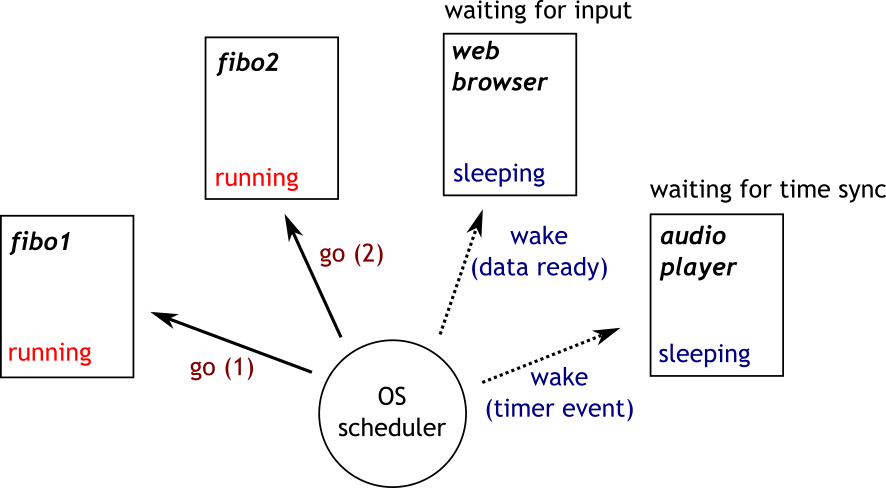 waiting for input
web
browser
sleeping
fibo2
running
waiting for time sync
audio
player
sleeping
fibo1
running
go (2)
wake
(data ready)
go (1)
wake
(timer event)
OS
scheduler